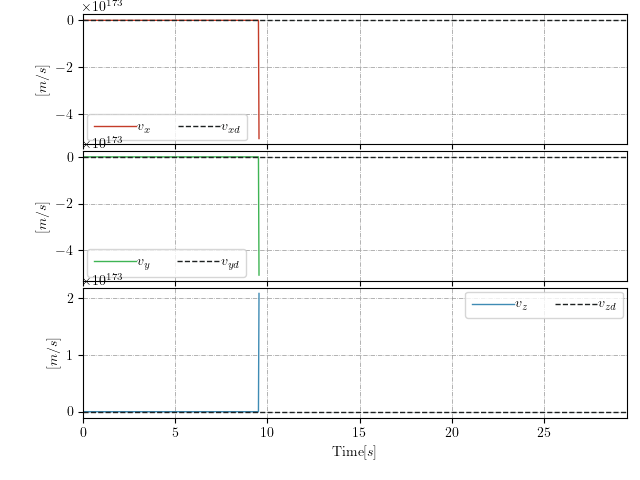 ×10^173
0
−2
−4
[m/s]
v_x v_xd
×10^173
0
−2
−4
[m/s]
v_y v_yd
×10^173
2
1
0
[m/s]
v_z v_zd
0 5 10 15 20 25
Time[s]